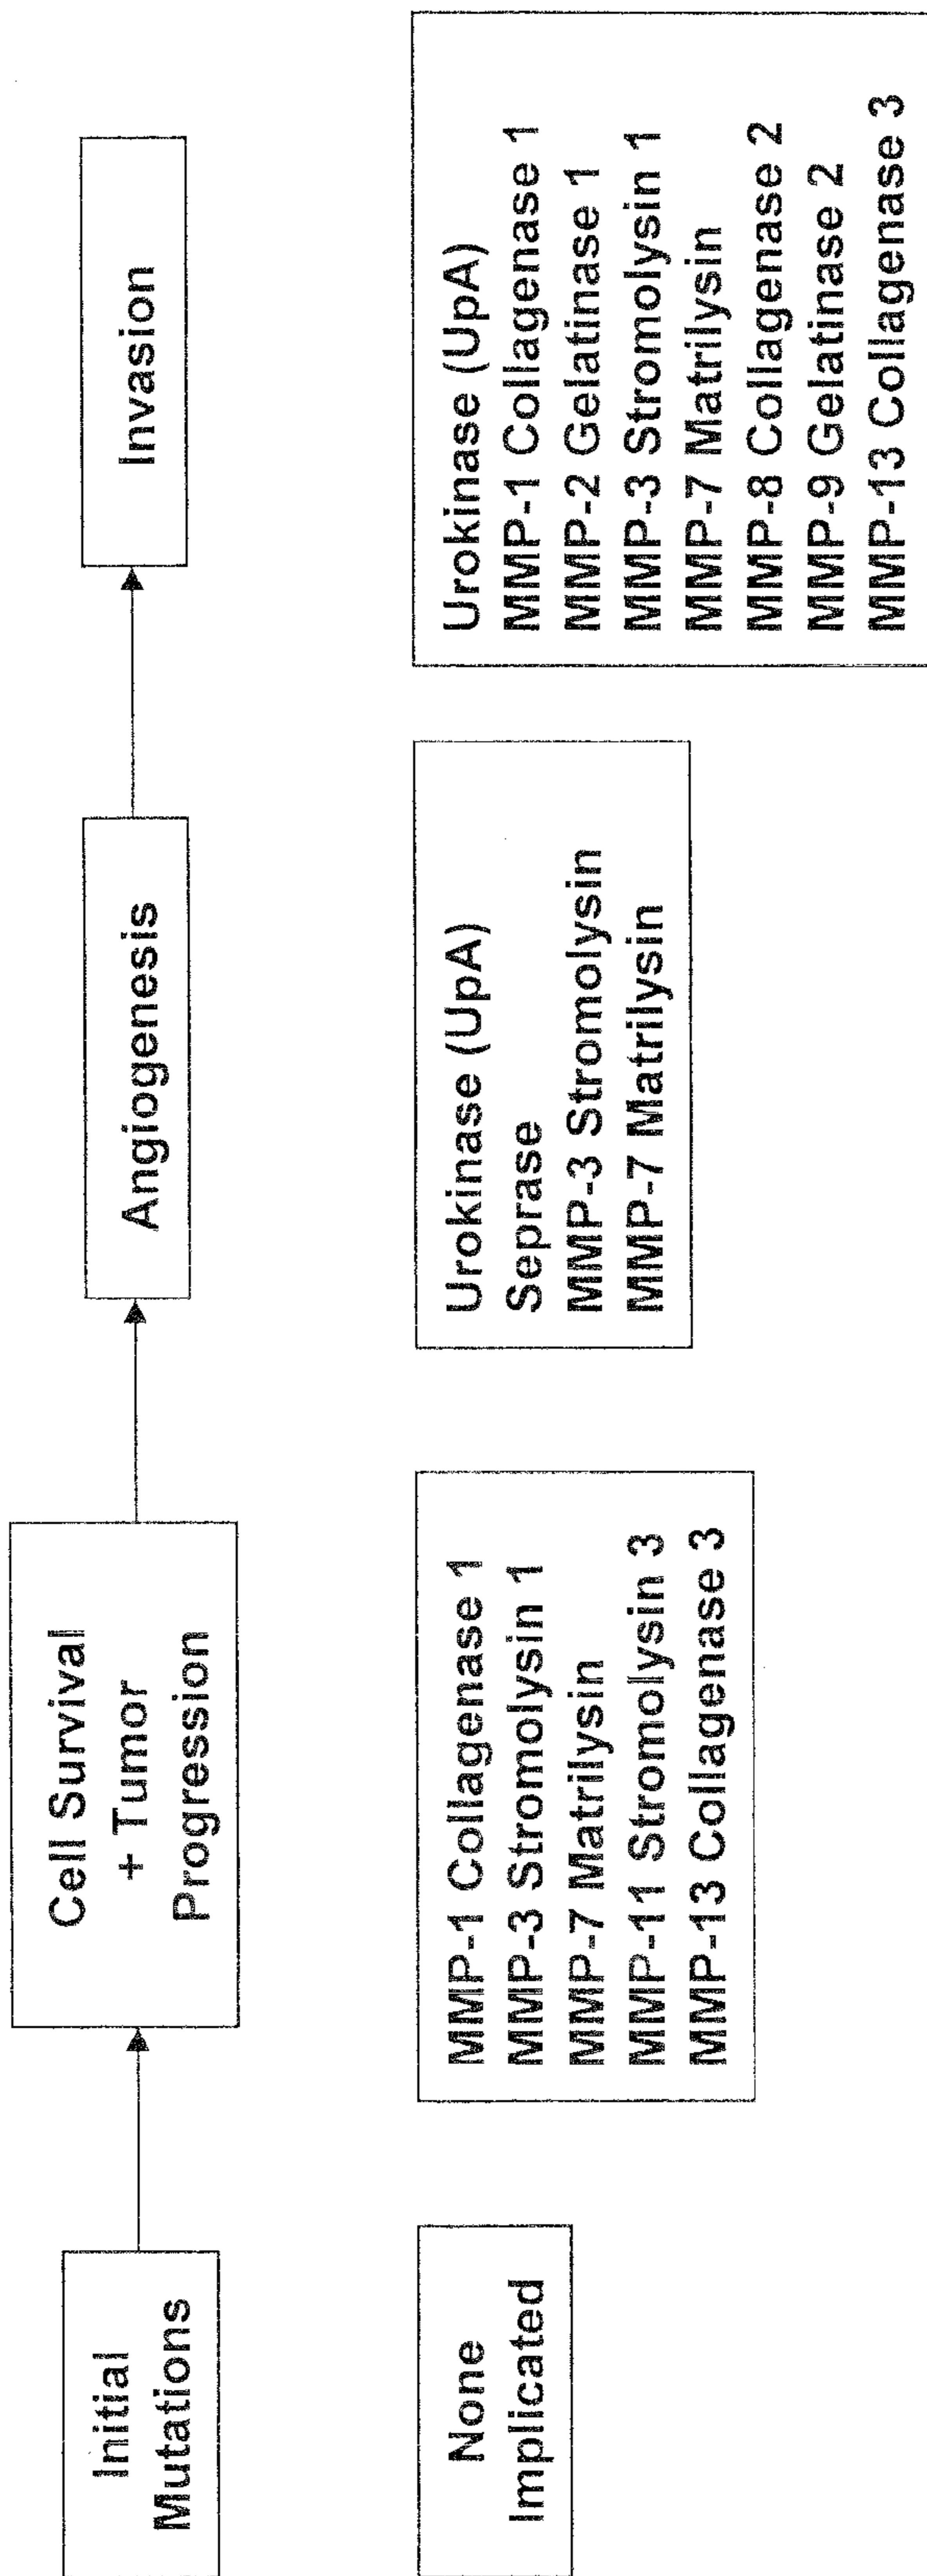 Initial
Mutations
Cell Survival
+ Tumor
Progression
Angiogenesis
Invasion
None
Implicated
MMP-1 Collagenase 1
MMP-3 Stromolysin 1
MMP-7 Matrilysin
MMP-11 Stromolysin 3
MMP-13 Collagenase 3
Urokinase (UpA)
Seprase
MMP-3 Stromolysin
MMP-7 Matrilysin
Urokinase (UpA)
MMP-1 Collagenase 1
MMP-2 Gelatinase 1
MMP-3 Stromolysin 1
MMP-7 Matrilysin
MMP-8 Collagenase 2
MMP-9 Gelatinase 2
MMP-13 Collagenase 3